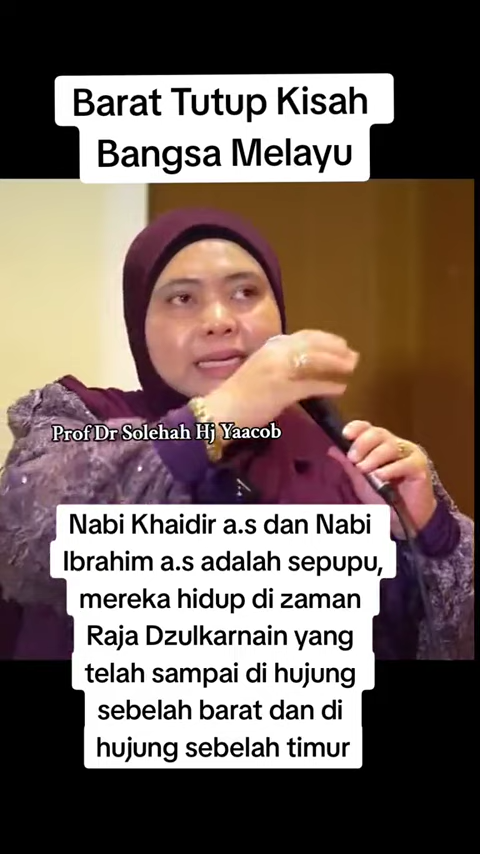 Barat Tutup Kisah
Bangsa Melayu
Prof Dr Solehah Hj Yaacob
Nabi Khaidir a.s dan Nabi
Ibrahim a.s adalah sepupu,
mereka hidup di zaman
Raja Dzulkarnain yang
telah sampai di hujung
sebelah barat dan di
hujung sebelah timur